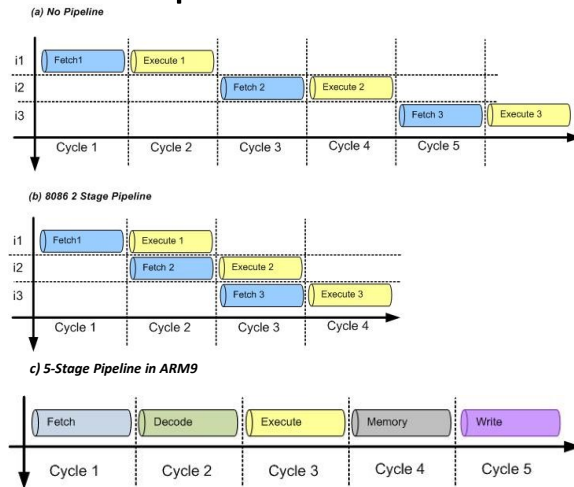 (a) No Pipeline
i1 Fetch1 Execute 1
i2 Fetch 2 Execute 2
i3 Fetch 3 Execute 3
Cycle 1 Cycle 2 Cycle 3 Cycle 4 Cycle 5
(b) 8086 2 Stage Pipeline
i1 Fetch1 Execute 1
i2 Fetch 2 Execute 2
i3 Fetch 3 Execute 3
Cycle 1 Cycle 2 Cycle 3 Cycle 4
c) 5-Stage Pipeline in ARM9
Fetch Decode Execute Memory Write
Cycle 1 Cycle 2 Cycle 3 Cycle 4 Cycle 5